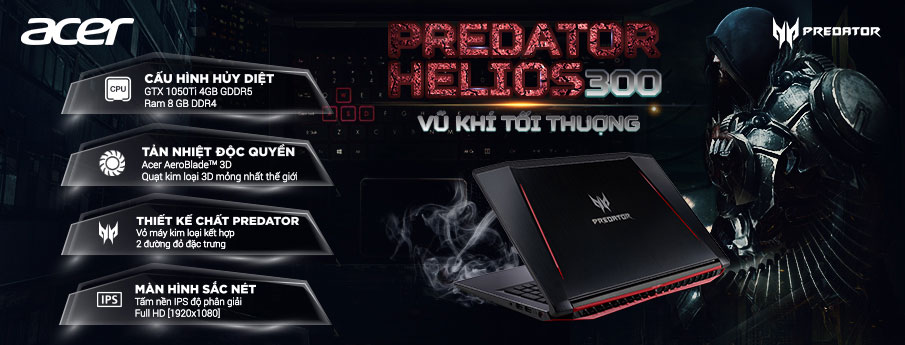 acer
PREDATOR
HELIOS 300
VŨ KHÍ TỐI THƯỢNG
PREDATOR
CPU
CẤU HÌNH HỦY DIỆT
GTX 1050Ti 4GB GDDR5
Ram 8 GB DDR4
TẢN NHIỆT ĐỘC QUYỀN
Acer AeroBlade™ 3D
Quạt kim loại 3D mỏng nhất thế giới
THIẾT KẾ CHẤT PREDATOR
Vỏ máy kim loại kết hợp
2 đường đỏ đặc trưng
IPS
MÀN HÌNH SẮC NÉT
Tấm nền IPS độ phân giải
Full HD [1920x1080]
PREDATOR